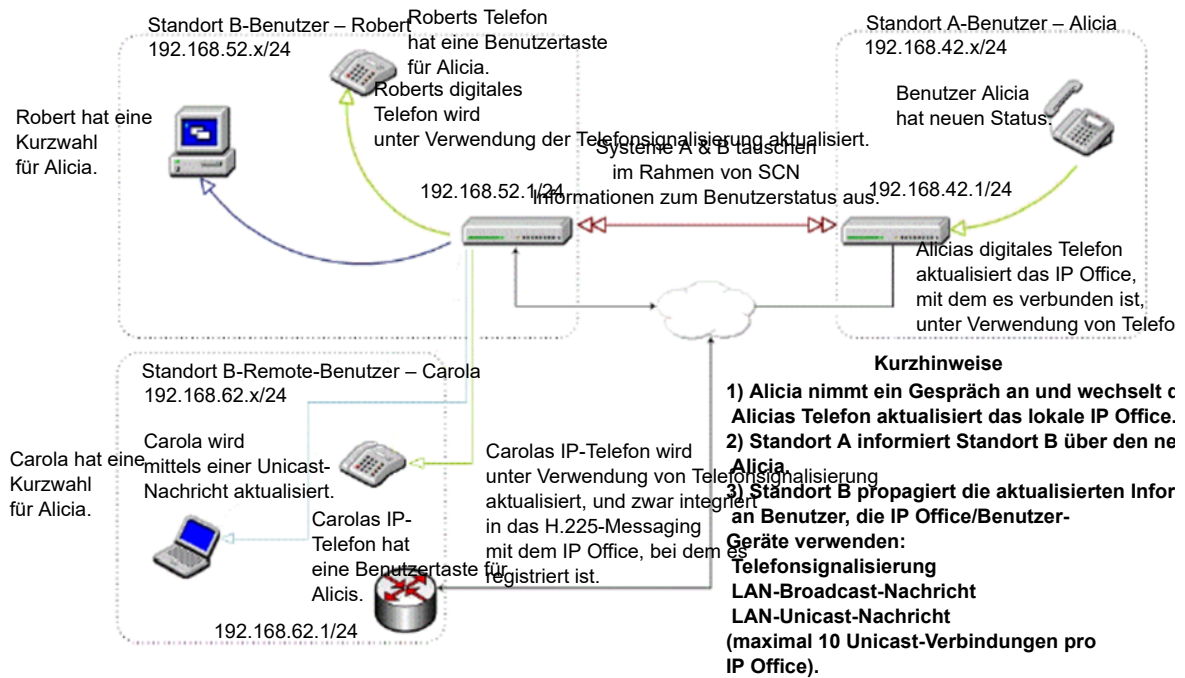 Standort B-Benutzer – Robert
192.168.52.x/24
Roberts Telefon
hat eine Benutzertaste
für Alicia.
Roberts digitales
Telefon wird
unter Verwendung der Telefonsignalisierung aktualisiert.
Robert hat eine
Kurzwahl
für Alicia.
192.168.52.1/24
Systeme A & B tauschen
im Rahmen von SCN
Informationen zum Benutzerstatus aus.
Standort A-Benutzer – Alicia
192.168.42.x/24
Benutzer Alicia
hat neuen Status.
192.168.42.1/24
Alicias digitales Telefon
aktualisiert das IP Office,
mit dem es verbunden ist,
unter Verwendung von
Standort B-Remote-Benutzer – Carola
192.168.62.x/24
Carola hat eine
Kurzwahl
für Alicia.
Carola wird
mittels einer Unicast-
Nachricht aktualisiert.
Carolas IP-
Telefon hat
eine Benutzertaste für
Alicis.
192.168.62.1/24
Carolas IP-Telefon wird
unter Verwendung von Telefonsignalisierung
aktualisiert, und zwar integriert
in das H.225-Messaging
mit dem IP Office, bei dem es
registriert ist.
Kurzhinweise
1) Alicia nimmt ein Gespräch an und wechselt
Alicias Telefon aktualisiert das lokale IP Office.
2) Standort A informiert Standort B über den
Alicia.
3) Standort B propagiert die aktualisierten
an Benutzer, die IP Office/Benutzer-
Geräte verwenden:
Telefonsignalisierung
LAN-Broadcast-Nachricht
LAN-Unicast-Nachricht
(maximal 10 Unicast-Verbindungen pro
IP Office).